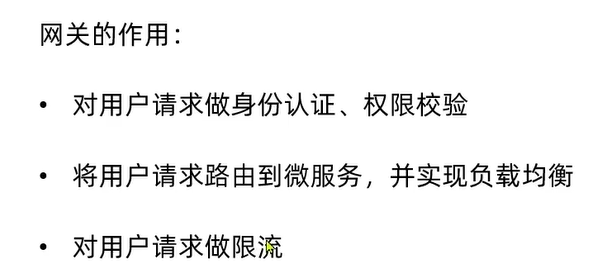 网关的作用：
• 对用户请求做身份认证、权限校验
• 将用户请求路由到微服务，并实现负载均衡
• 对用户请求做限流